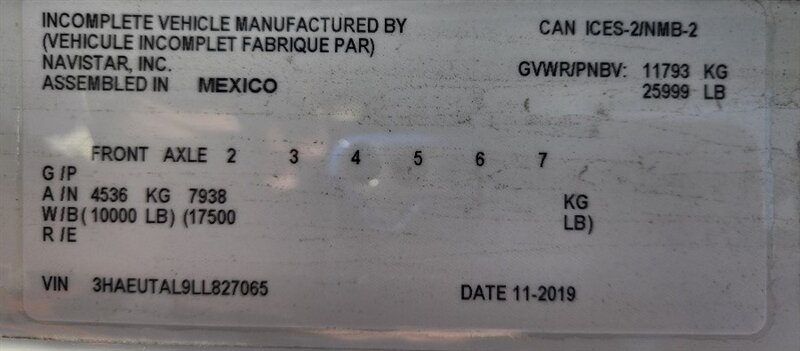 INCOMPLETE VEHICLE MANUFACTURED BY
(VEHICULE INCOMPLET FABRIQUE PAR)
NAVISTAR, INC.
ASSEMBLED IN MEXICO
CAN ICES-2/NMB-2
GVWR/PNBV: 11793 KG
25999 LB
FRONT AXLE 2 3 4 5 6 7
G/P
A/N 4536 KG 7938 KG
W/B (10000 LB) (17500 LB)
R/E
VIN 3HAEUTAL9LL827065
DATE 11-2019